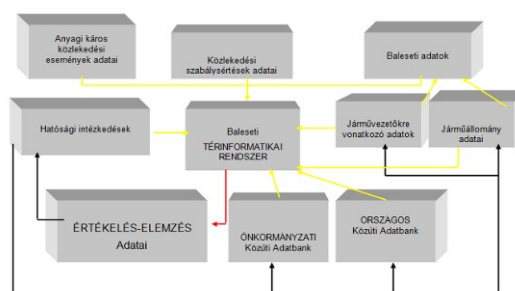 Anyagi káros
közlekedési
események adatai
Közlekedési
szabálysértések adatai
Baleseti adatok
Hatósági intézkedések
Baleseti
TÉRINFORMATIKAI
RENDSZER
Járművezetőkre
vonatkozó adatok
Járműállomány
adatai
ÉRTÉKELÉS-ELEMZÉS
Adatai
ÖNKORMÁNYZATI
Közúti Adatbank
ORSZÁGOS
Közúti Adatbank